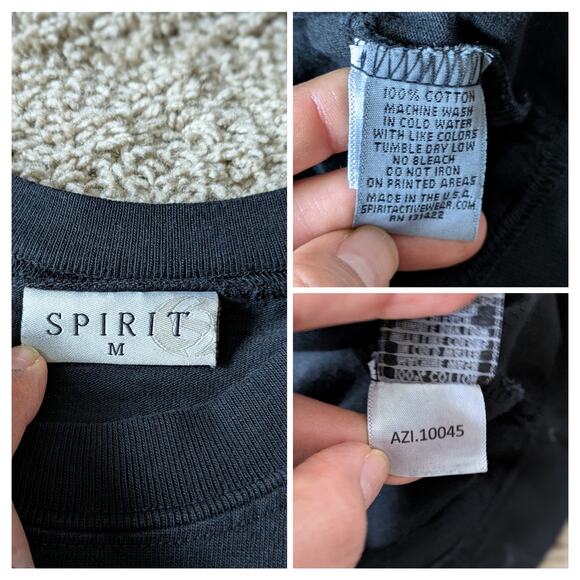 SPIRIT
M
100% COTTON
MACHINE WASH
IN COLD WATER
WITH LIKE COLORS
TUMBLE DRY LOW
NO BLEACH
DO NOT IRON
ON PRINTED AREAS
MADE IN THE U.S.A.
SPIRITACTIVEWEAR.COM
RN 131422
AZI.10045